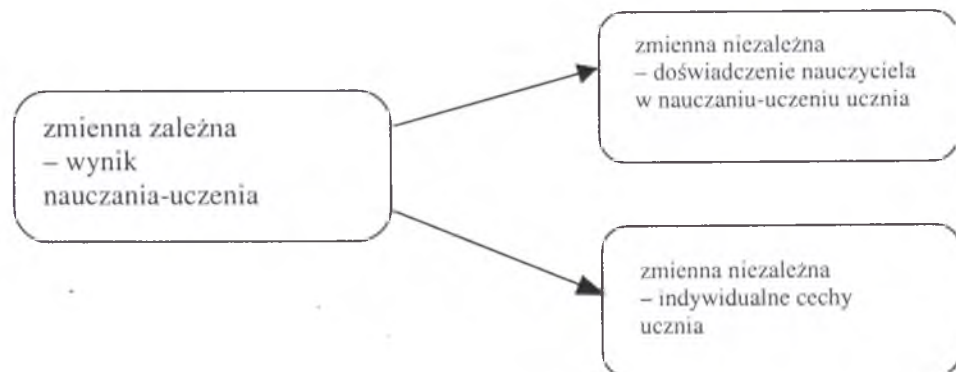 zmienna zależna
– wynik
nauczania-uczenia
zmienna niezależna
– doświadczenie nauczyciela
w nauczaniu-uczeniu ucznia
zmienna niezależna
– indywidualne cechy
ucznia